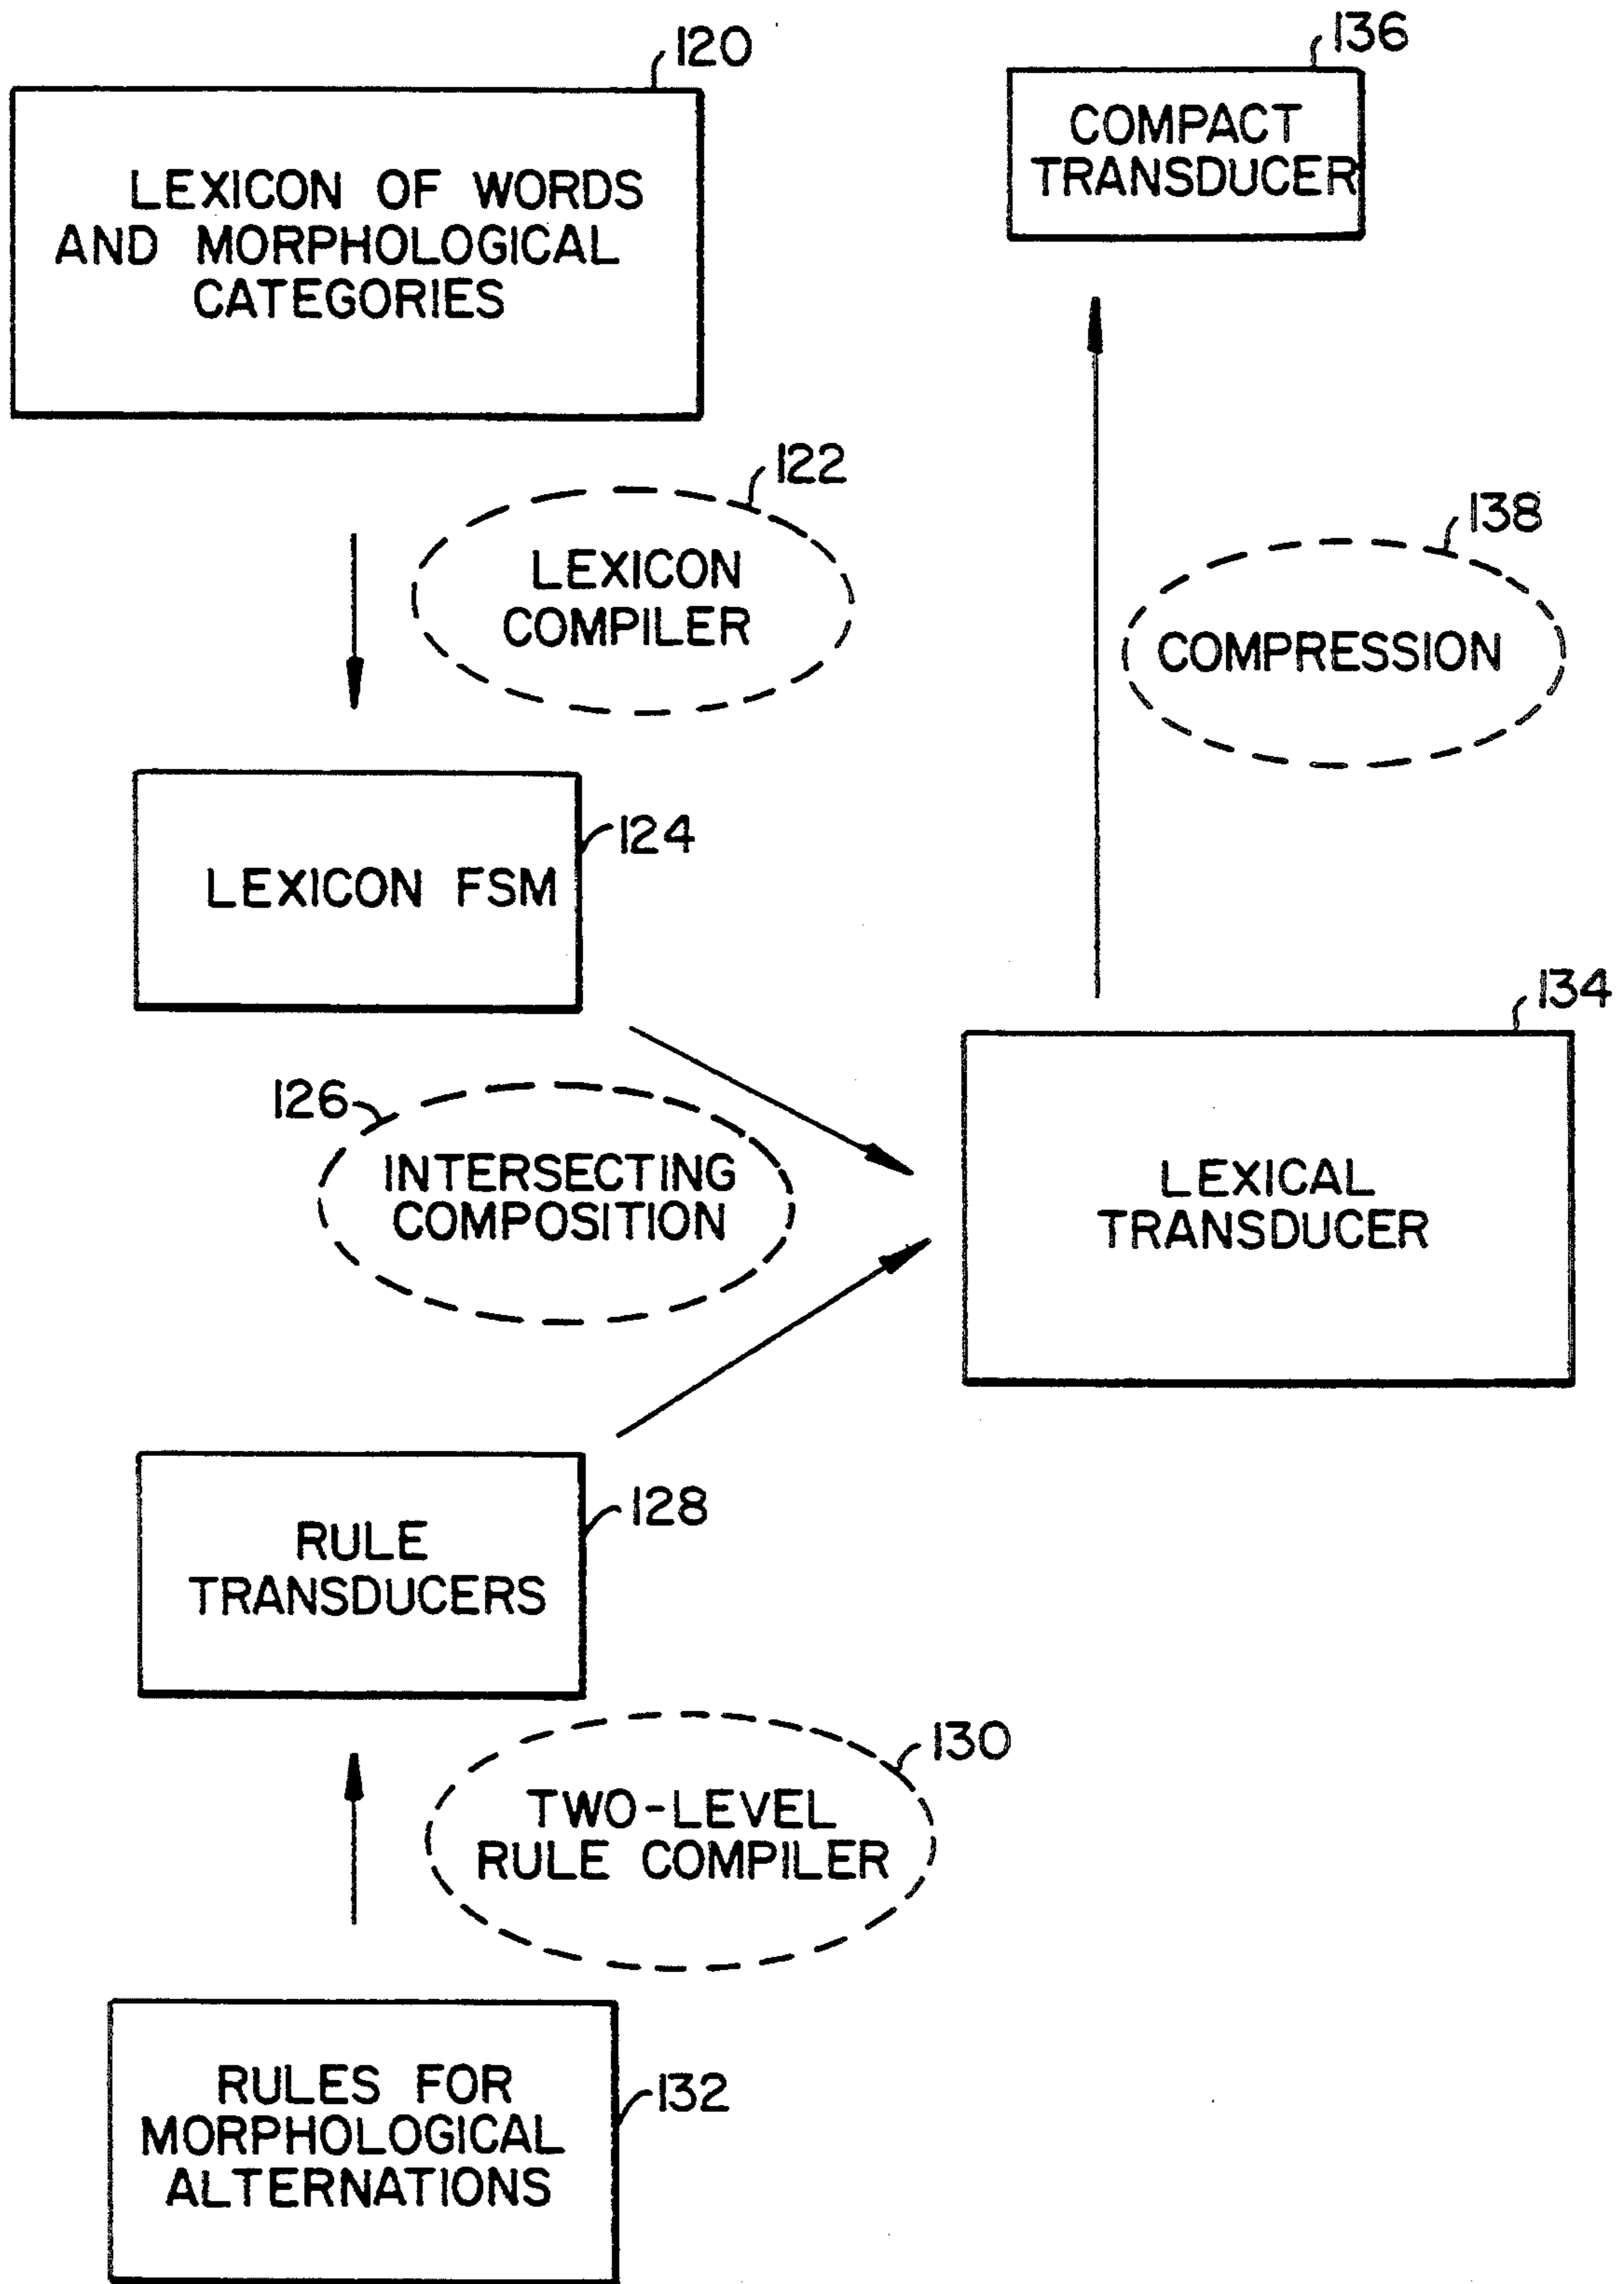 120
LEXICON OF WORDS
AND MORPHOLOGICAL
CATEGORIES
136
COMPACT
TRANSDUCER
122
LEXICON
COMPILER
138
COMPRESSION
124
LEXICON FSM
126
INTERSECTING
COMPOSITION
134
LEXICAL
TRANSDUCER
128
RULE
TRANSDUCERS
130
TWO-LEVEL
RULE COMPILER
132
RULES FOR
MORPHOLOGICAL
ALTERNATIONS